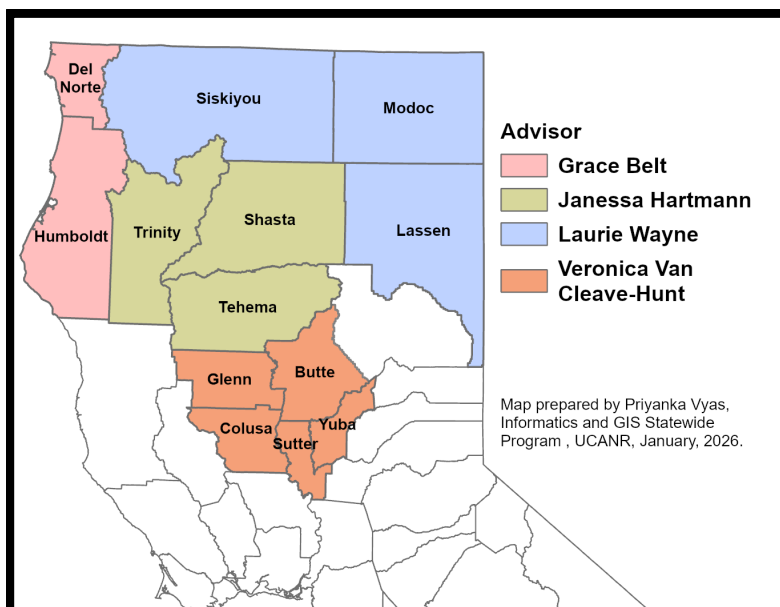 Del
Norte
Siskiyou
Modoc
Humboldt
Trinity
Shasta
Lassen
Tehema
Glenn
Butte
Colusa
Sutter
Yuba
Advisor
Grace Belt
Janessa Hartmann
Laurie Wayne
Veronica Van
Cleave-Hunt
Map prepared by Priyanka Vyas,
Informatics and GIS Statewide
Program , UCANR, January, 2026.